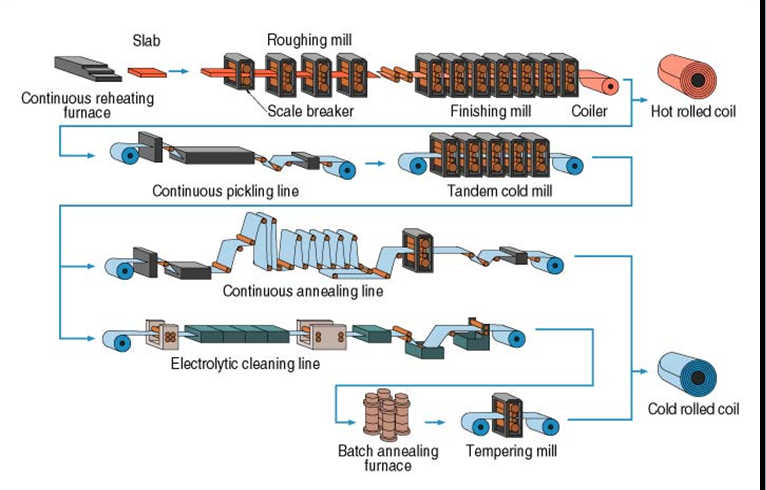 Slab
Roughing mill
Continuous reheating
furnace
Scale breaker
Finishing mill
Coiler
Hot rolled coil
Continuous pickling line
Tandem cold mill
Continuous annealing line
Electrolytic cleaning line
Cold rolled coil
Batch annealing
furnace
Tempering mill